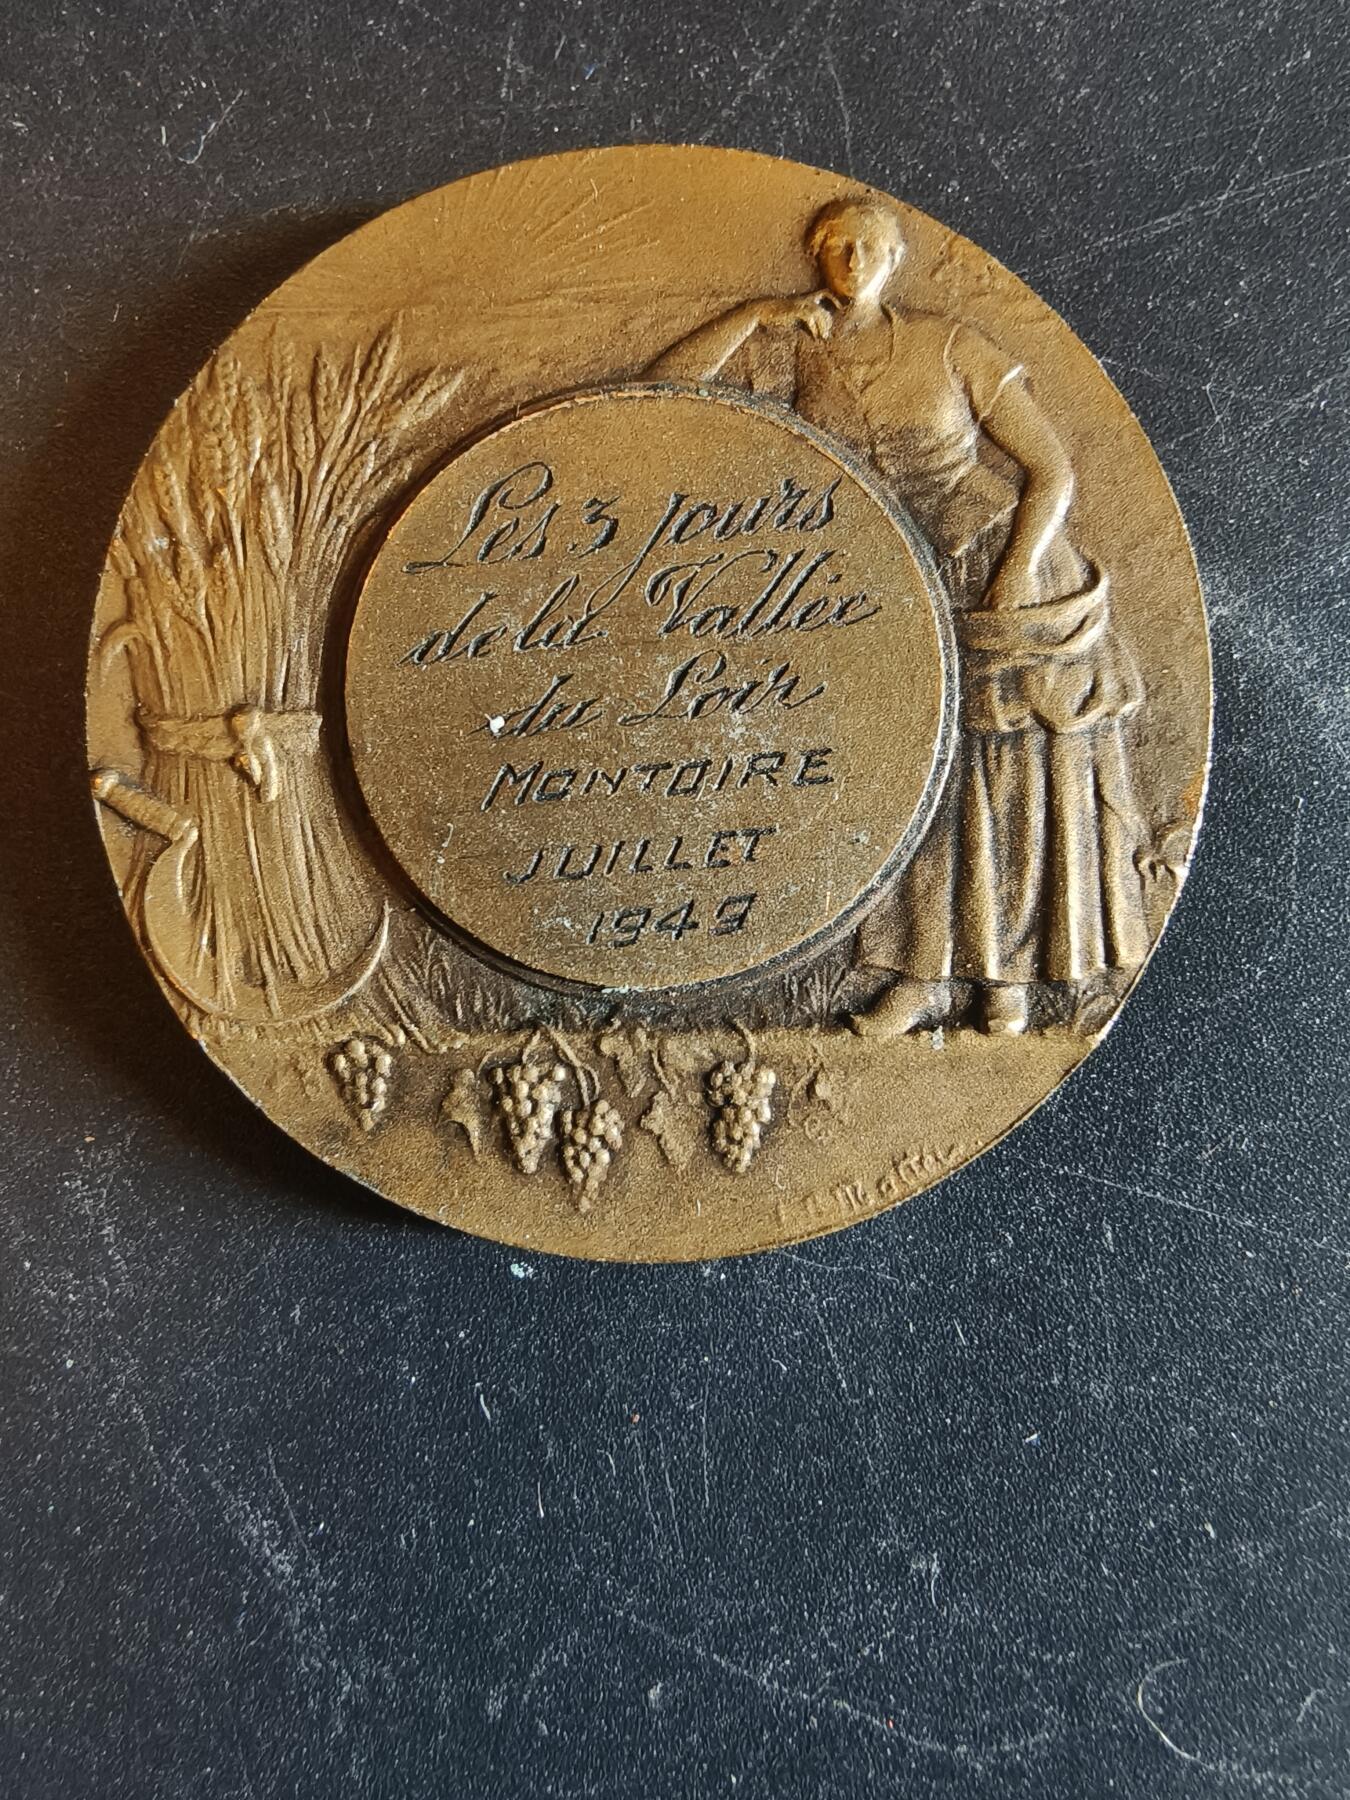 Les 3 jours
de la Vallée
du Loir
MONTOIRE
JUILLET
1949